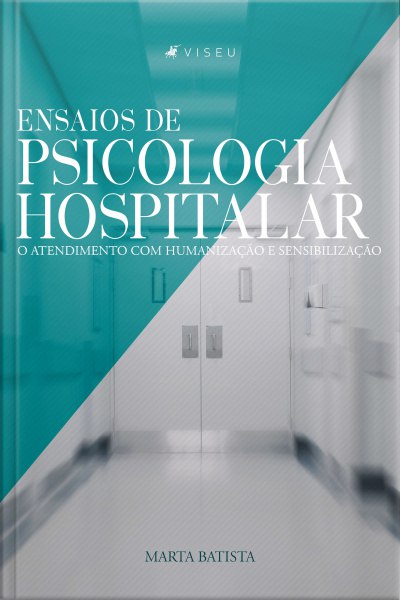 VISEU
ENSAIOS DE
PSICOLOGIA
HOSPITALAR
O ATENDIMENTO COM HUMANIZAÇÃO E SENSIBILIZAÇÃO
MARTA BATISTA